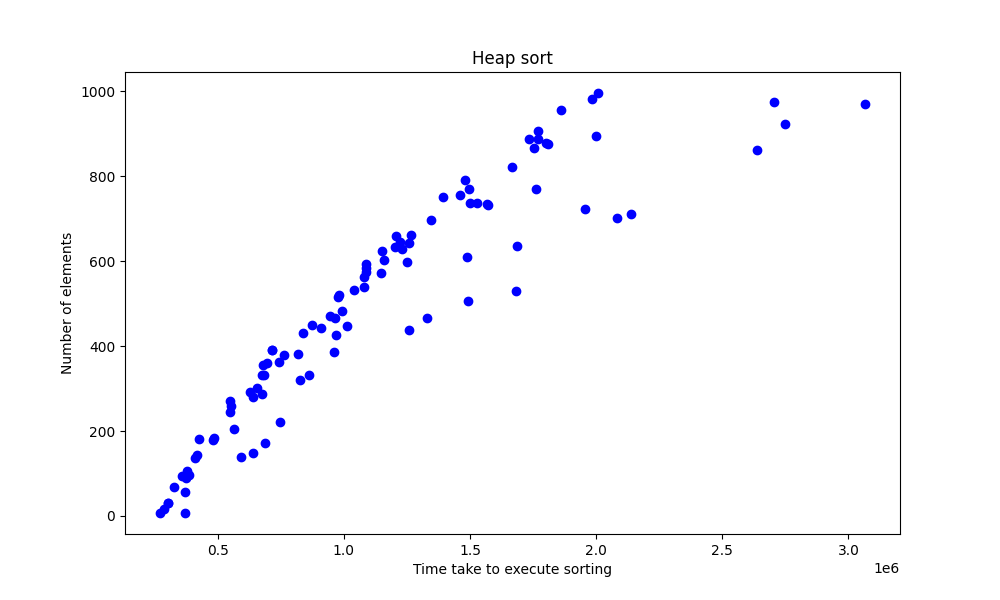 Heap sort
Number of elements
1000
800
600
400
200
0
0.5 1.0 1.5 2.0 2.5 3.0
1e6
Time take to execute sorting